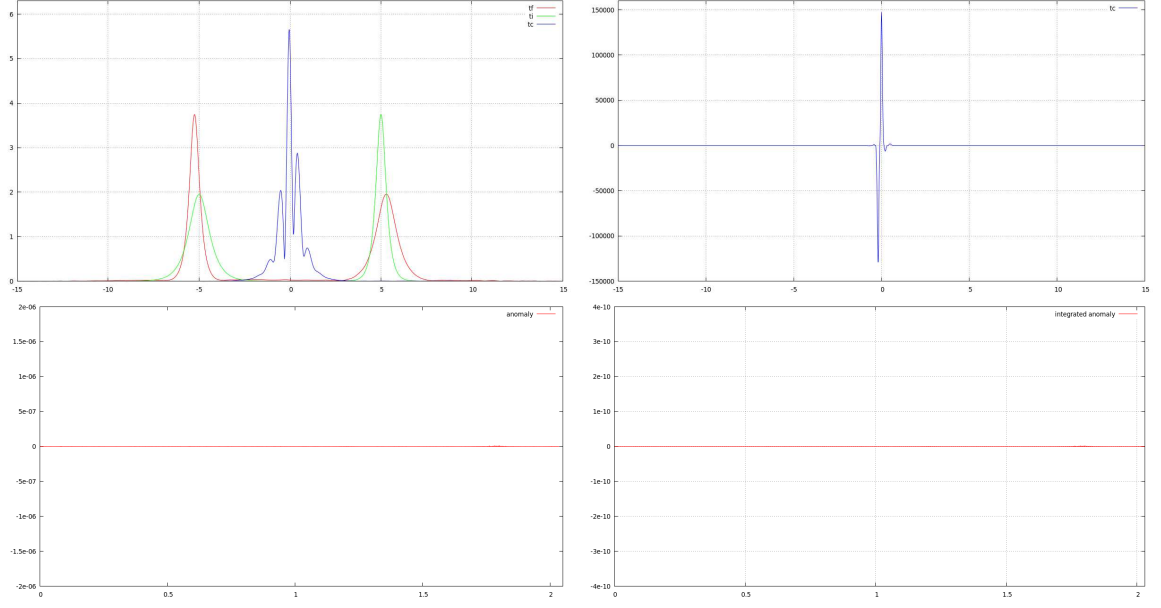 tf
ti
tc
6
5
4
3
2
1
0
-15
-10
-5
0
5
10
15
tc
150000
100000
50000
0
-50000
-100000
-150000
-15
-10
-5
0
5
10
15
anomaly
2e-06
1.5e-06
1e-06
5e-07
0
-5e-07
-1e-06
-1.5e-06
-2e-06
0
0.5
1
1.5
2
integrated anomaly
4e-10
3e-10
2e-10
1e-10
0
-1e-10
-2e-10
-3e-10
-4e-10
0
0.5
1
1.5
2